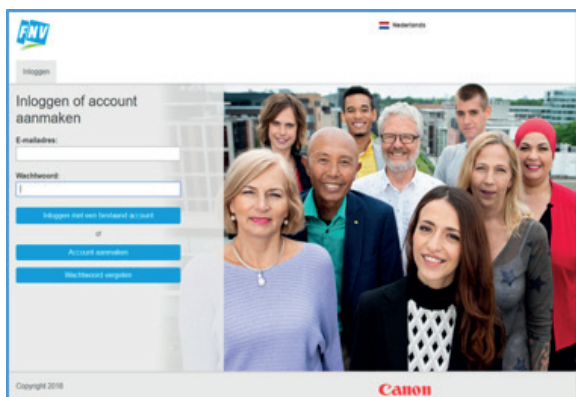 FNV
Nederlands
Inloggen
Inloggen of account
aanmaken
E-mailadres:
Wachtwoord:
Inloggen met een bestaand account
of
Account aanmaken
Wachtwoord vergeten
Copyright 2018
Canon